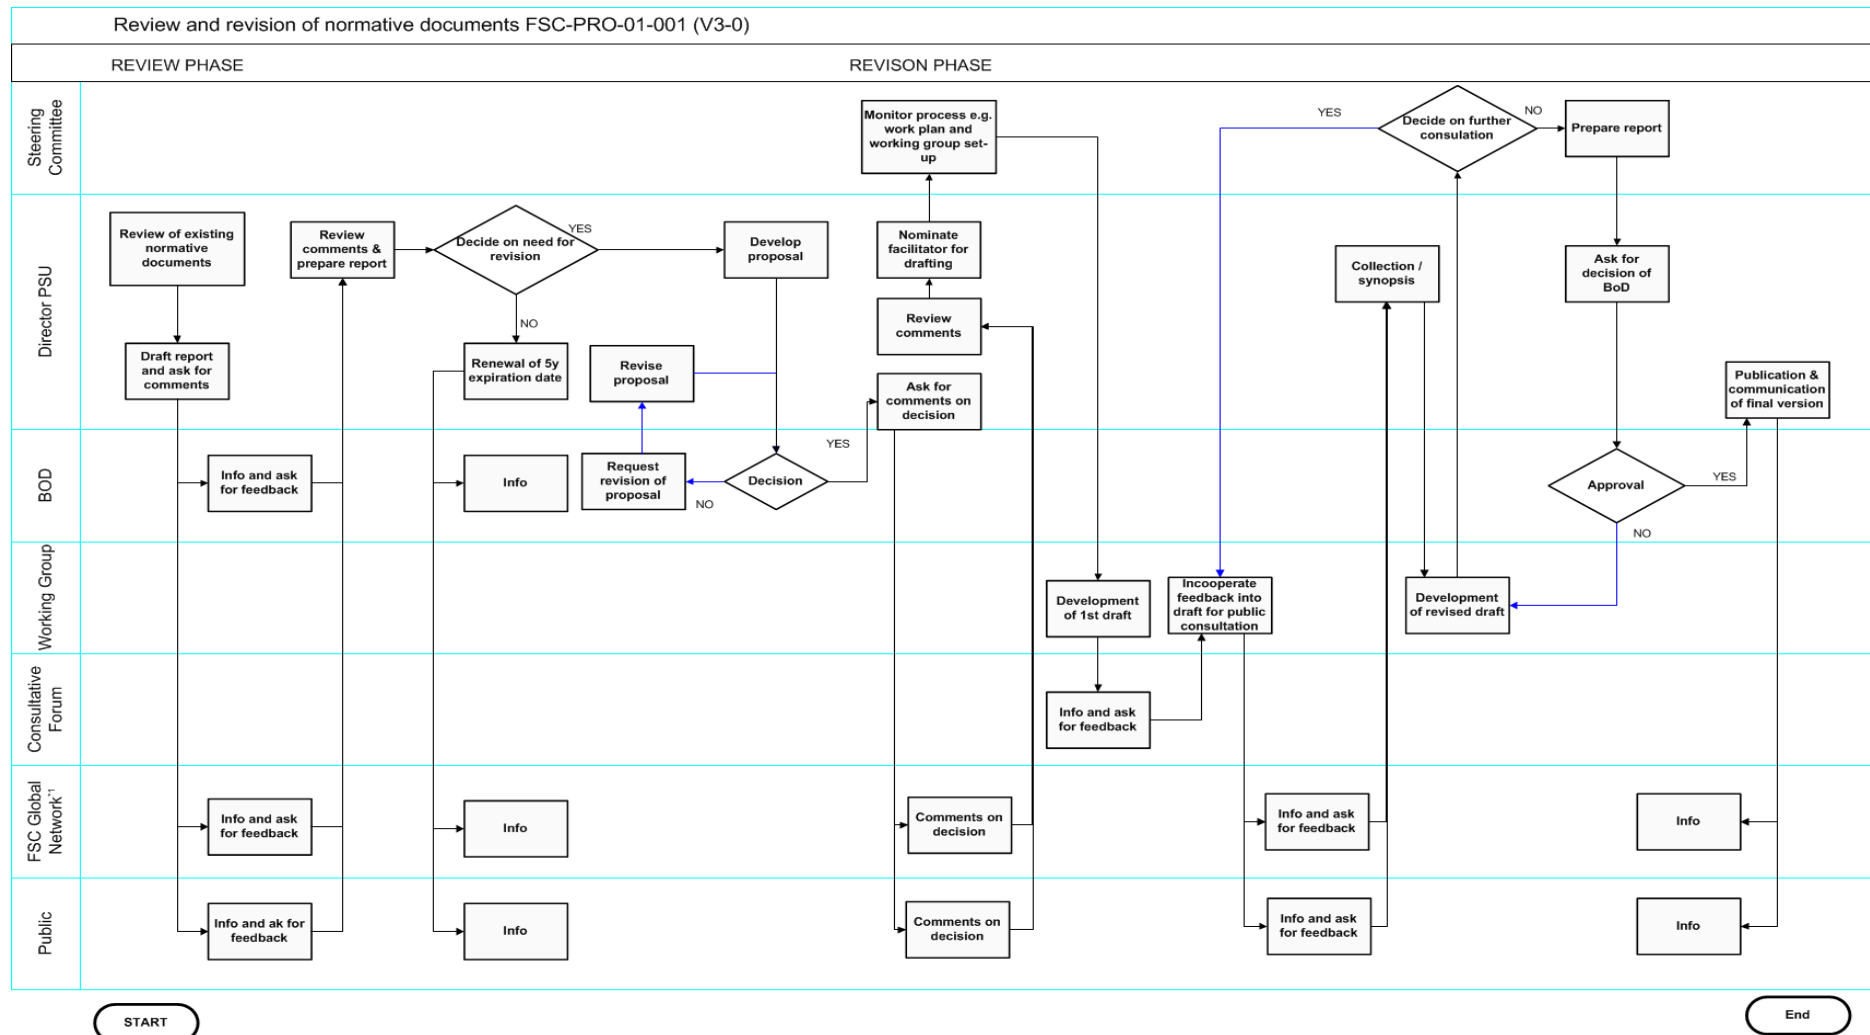 Review and revision of normative documents FSC-PRO-01-001 (V3-0)
REVIEW PHASE
REVISON PHASE
Steering
Committee
Monitor process e.g.
work plan and
working group set-
up
YES
Decide on further
consulation
NO
Prepare report
Director PSU
Review of existing
normative
documents
Review
comments &
prepare report
Decide on need for
revision
YES
Develop
proposal
Nominate
facilitator for
drafting
Collection /
synopsis
Ask for
decision of
BoD
NO
Review
comments
Draft report
and ask for
comments
Renewal of 5y
expiration date
Revise
proposal
Ask for
comments on
decision
Publication &
communication
of final version
BOD
Info and ask
for feedback
Info
Request
revision of
proposal
NO
Decision
YES
Approval
YES
NO
Working Group
Development
of 1st draft
Incooperate
feedback into
draft for public
consultation
Development
of revised draft
Consultative
Forum
Info and ask
for feedback
FSC Global
Network*1
Info and ask
for feedback
Info
Comments on
decision
Info and ask
for feedback
Info
Public
Info and ak for
feedback
Info
Comments on
decision
Info and ask
for feedback
Info
START
End